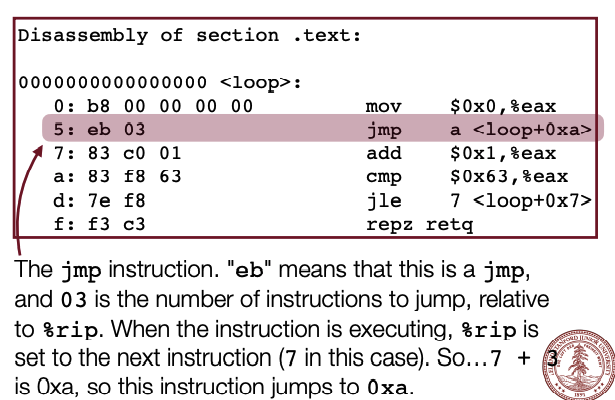 Disassembly of section .text:
0000000000000000 <loop>:
0: b8 00 00 00 00 mov $0x0,%eax
5: eb 03 jmp a <loop+0xa>
7: 83 c0 01 add $0x1,%eax
a: 83 f8 63 cmp $0x63,%eax
d: 7e f8 jle 7 <loop+0x7>
f: f3 c3 repz retq
The jmp instruction. "eb" means that this is a jmp,
and 03 is the number of instructions to jump, relative
to %rip. When the instruction is executing, %rip is
set to the next instruction (7 in this case). So...7 + 3
is 0xa, so this instruction jumps to 0xa.